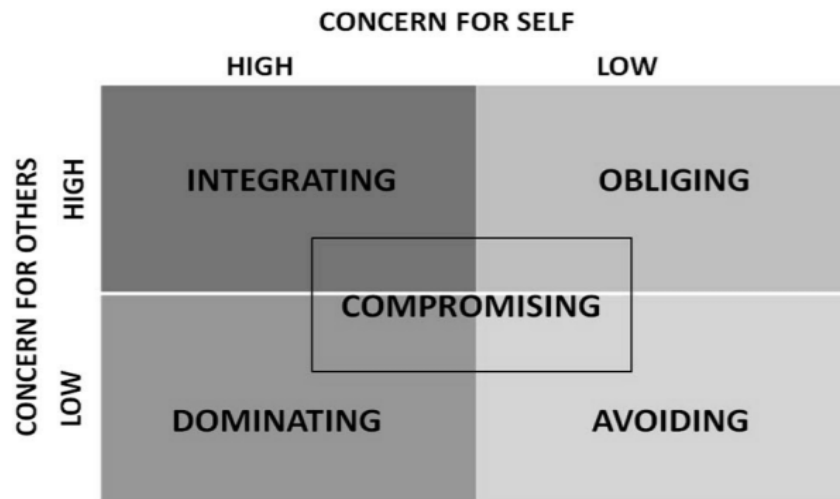 CONCERN FOR SELF
HIGH LOW
CONCERN FOR OTHERS
HIGH
INTEGRATING OBLIGING
COMPROMISING
LOW
DOMINATING AVOIDING